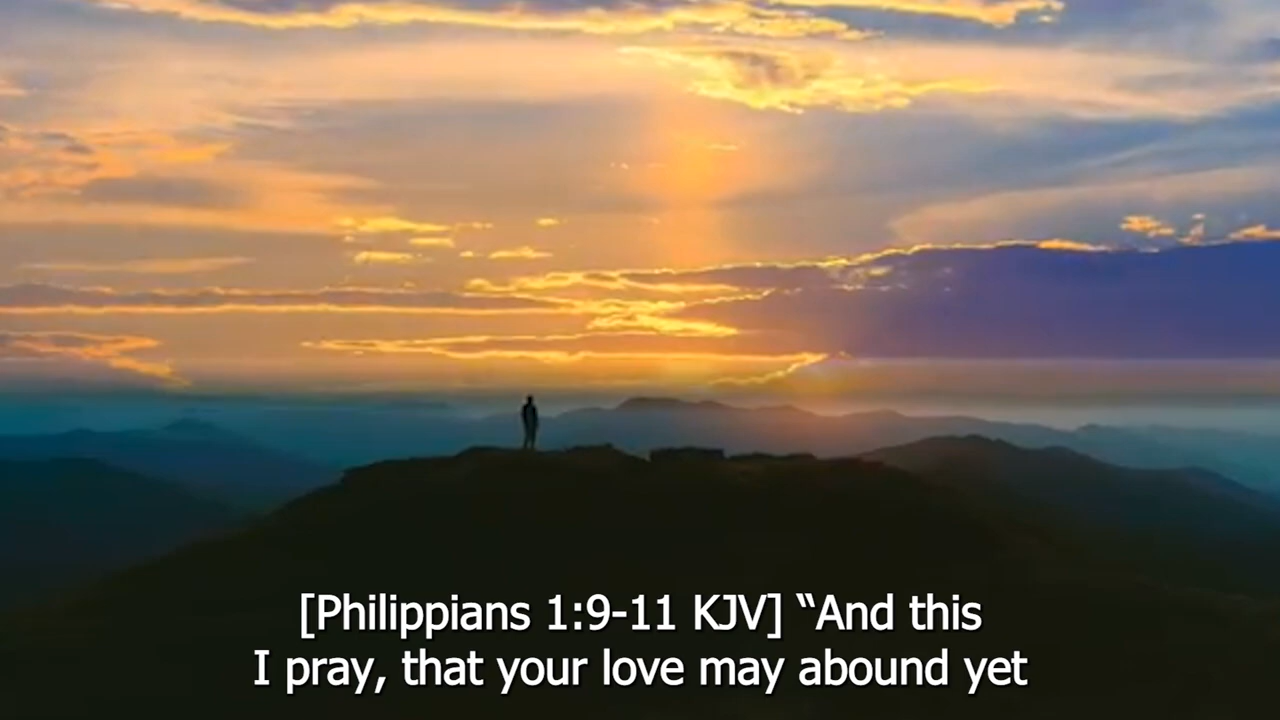 [Philippians 1:9-11 KJV] “And this
I pray, that your love may abound yet